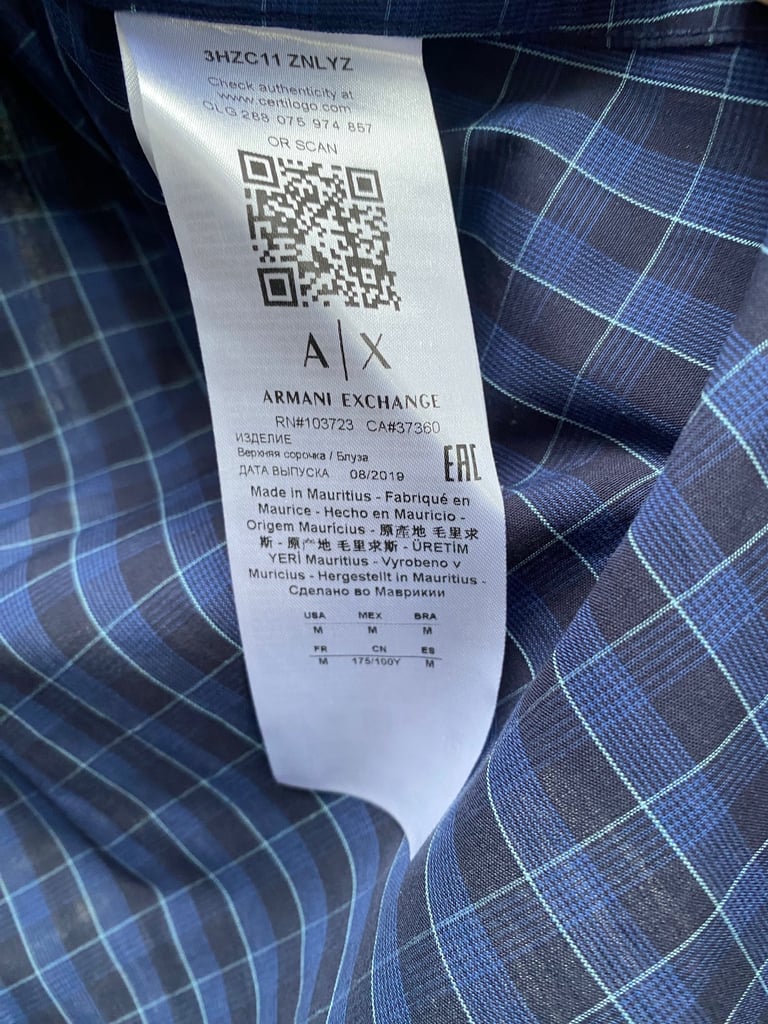 3HZC11 ZNLYZ
Check authenticity at
www.certilogo.com
CLG 288 075 974 857
OR SCAN
A|X
ARMANI EXCHANGE
RN#103723 CA#37360
ИЗДЕЛИЕ
Верхняя сорочка / Блуза
ДАТА ВЫПУСКА 08/2019
EAC
Made in Mauritius - Fabriqué en
Maurice - Hecho en Mauricio -
Origem Mauricius - 原產地 毛里求
斯 - 原产地 毛里求斯 - ÜRETİM
YERİ Mauritius - Vyrobeno v
Muricius - Hergestellt in Mauritius -
Сделано во Маврикии
USA MEX BRA
M M M
FR CN ES
M 175/100Y M